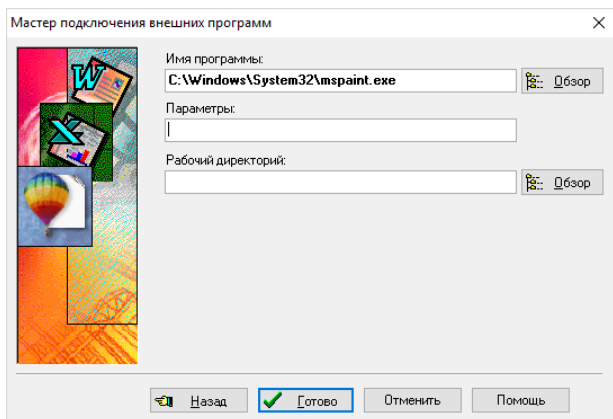 Мастер подключения внешних программ
Имя программы:
C:\Windows\System32\mspaint.exe
Обзор
Параметры:
Рабочий директорий:
Обзор
W
X
Назад
Готово
Отменить
Помощь